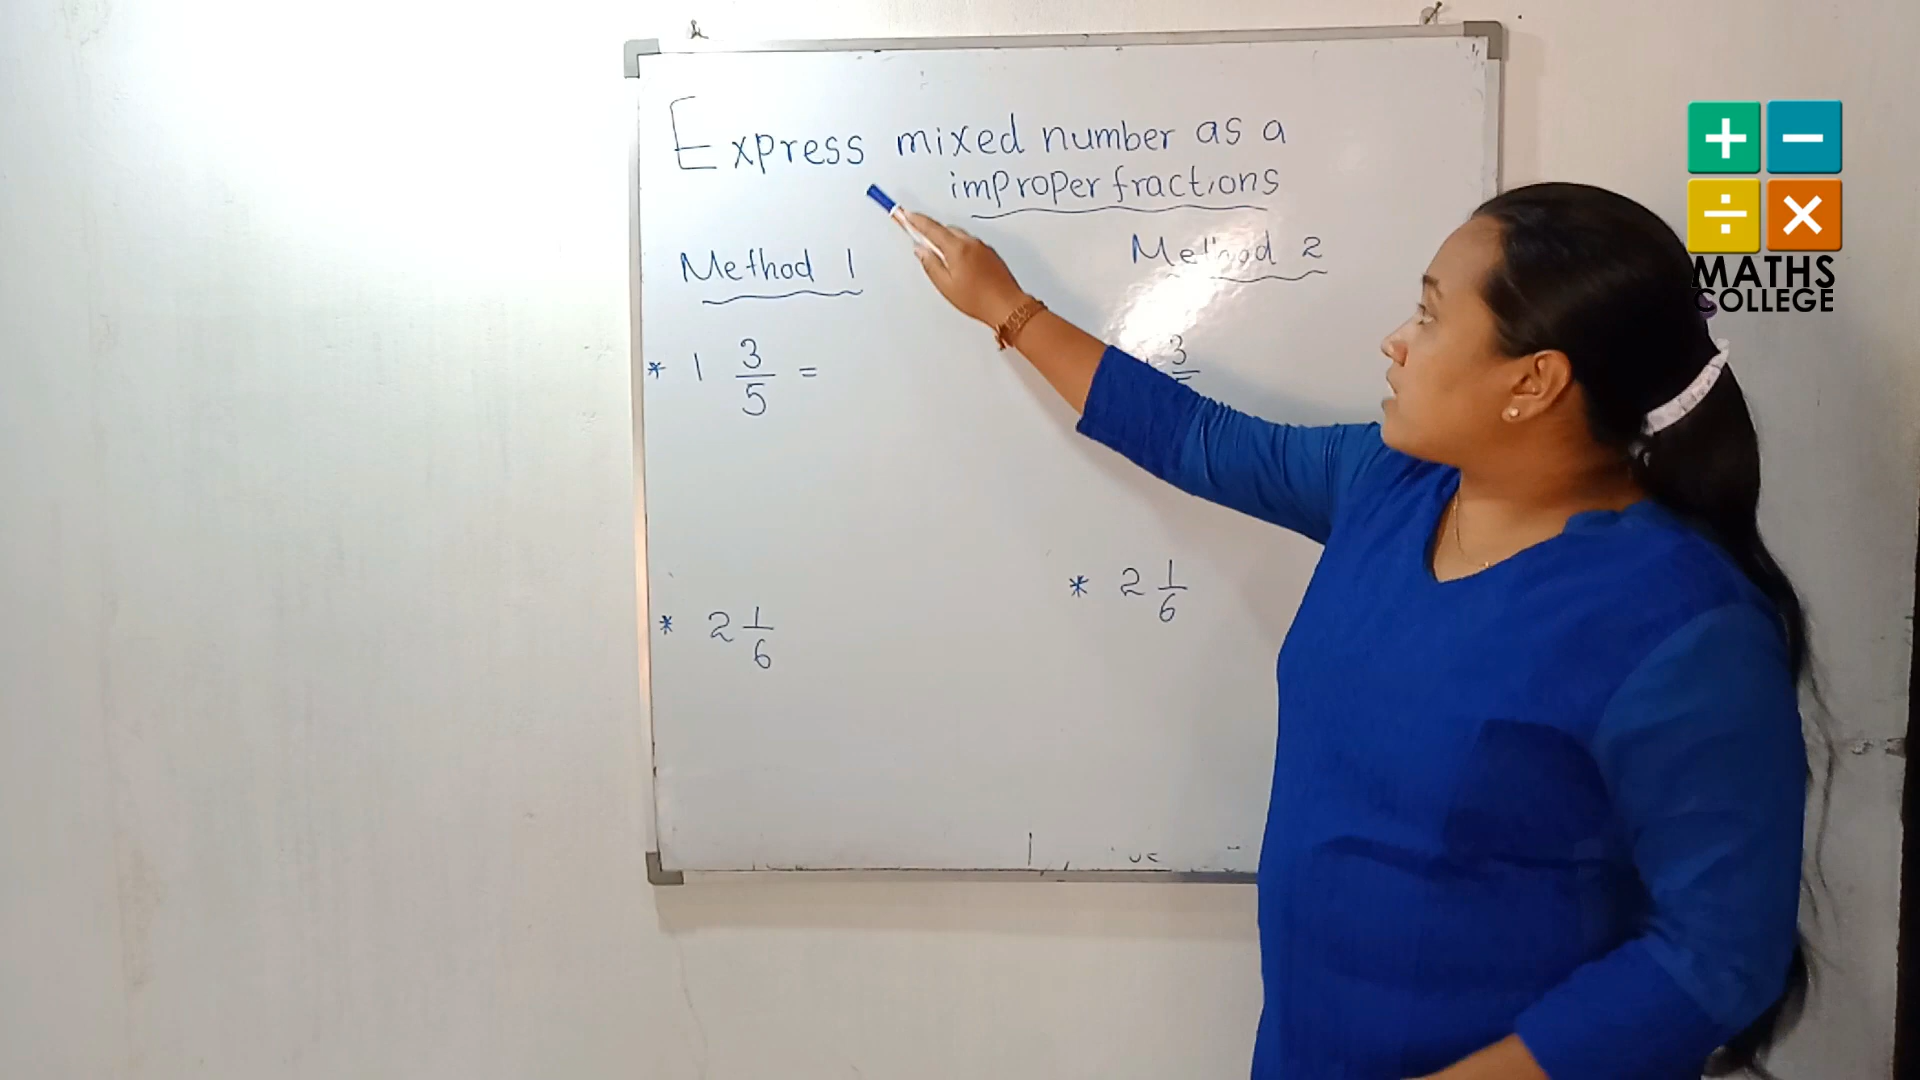 Express mixed number as a
improper fractions
Method 1
Method 2
* 1 3/5 =
3
* 2 1/6
* 2 1/6
+ −
÷ ×
MATHS
COLLEGE